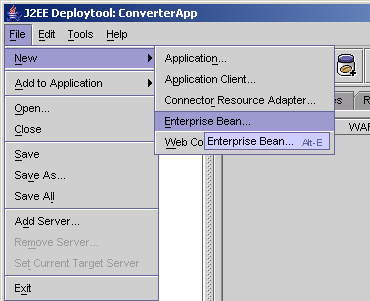 J2EE Deploytool: ConverterApp
File Edit Tools Help
New
Add to Application
Open...
Close
Save
Save As...
Save All
Add Server...
Remove Server...
Set Current Target Server
Exit
Application...
Application Client...
Connector Resource Adapter...
Enterprise Bean...
Web Co
Enterprise Bean... Alt-E